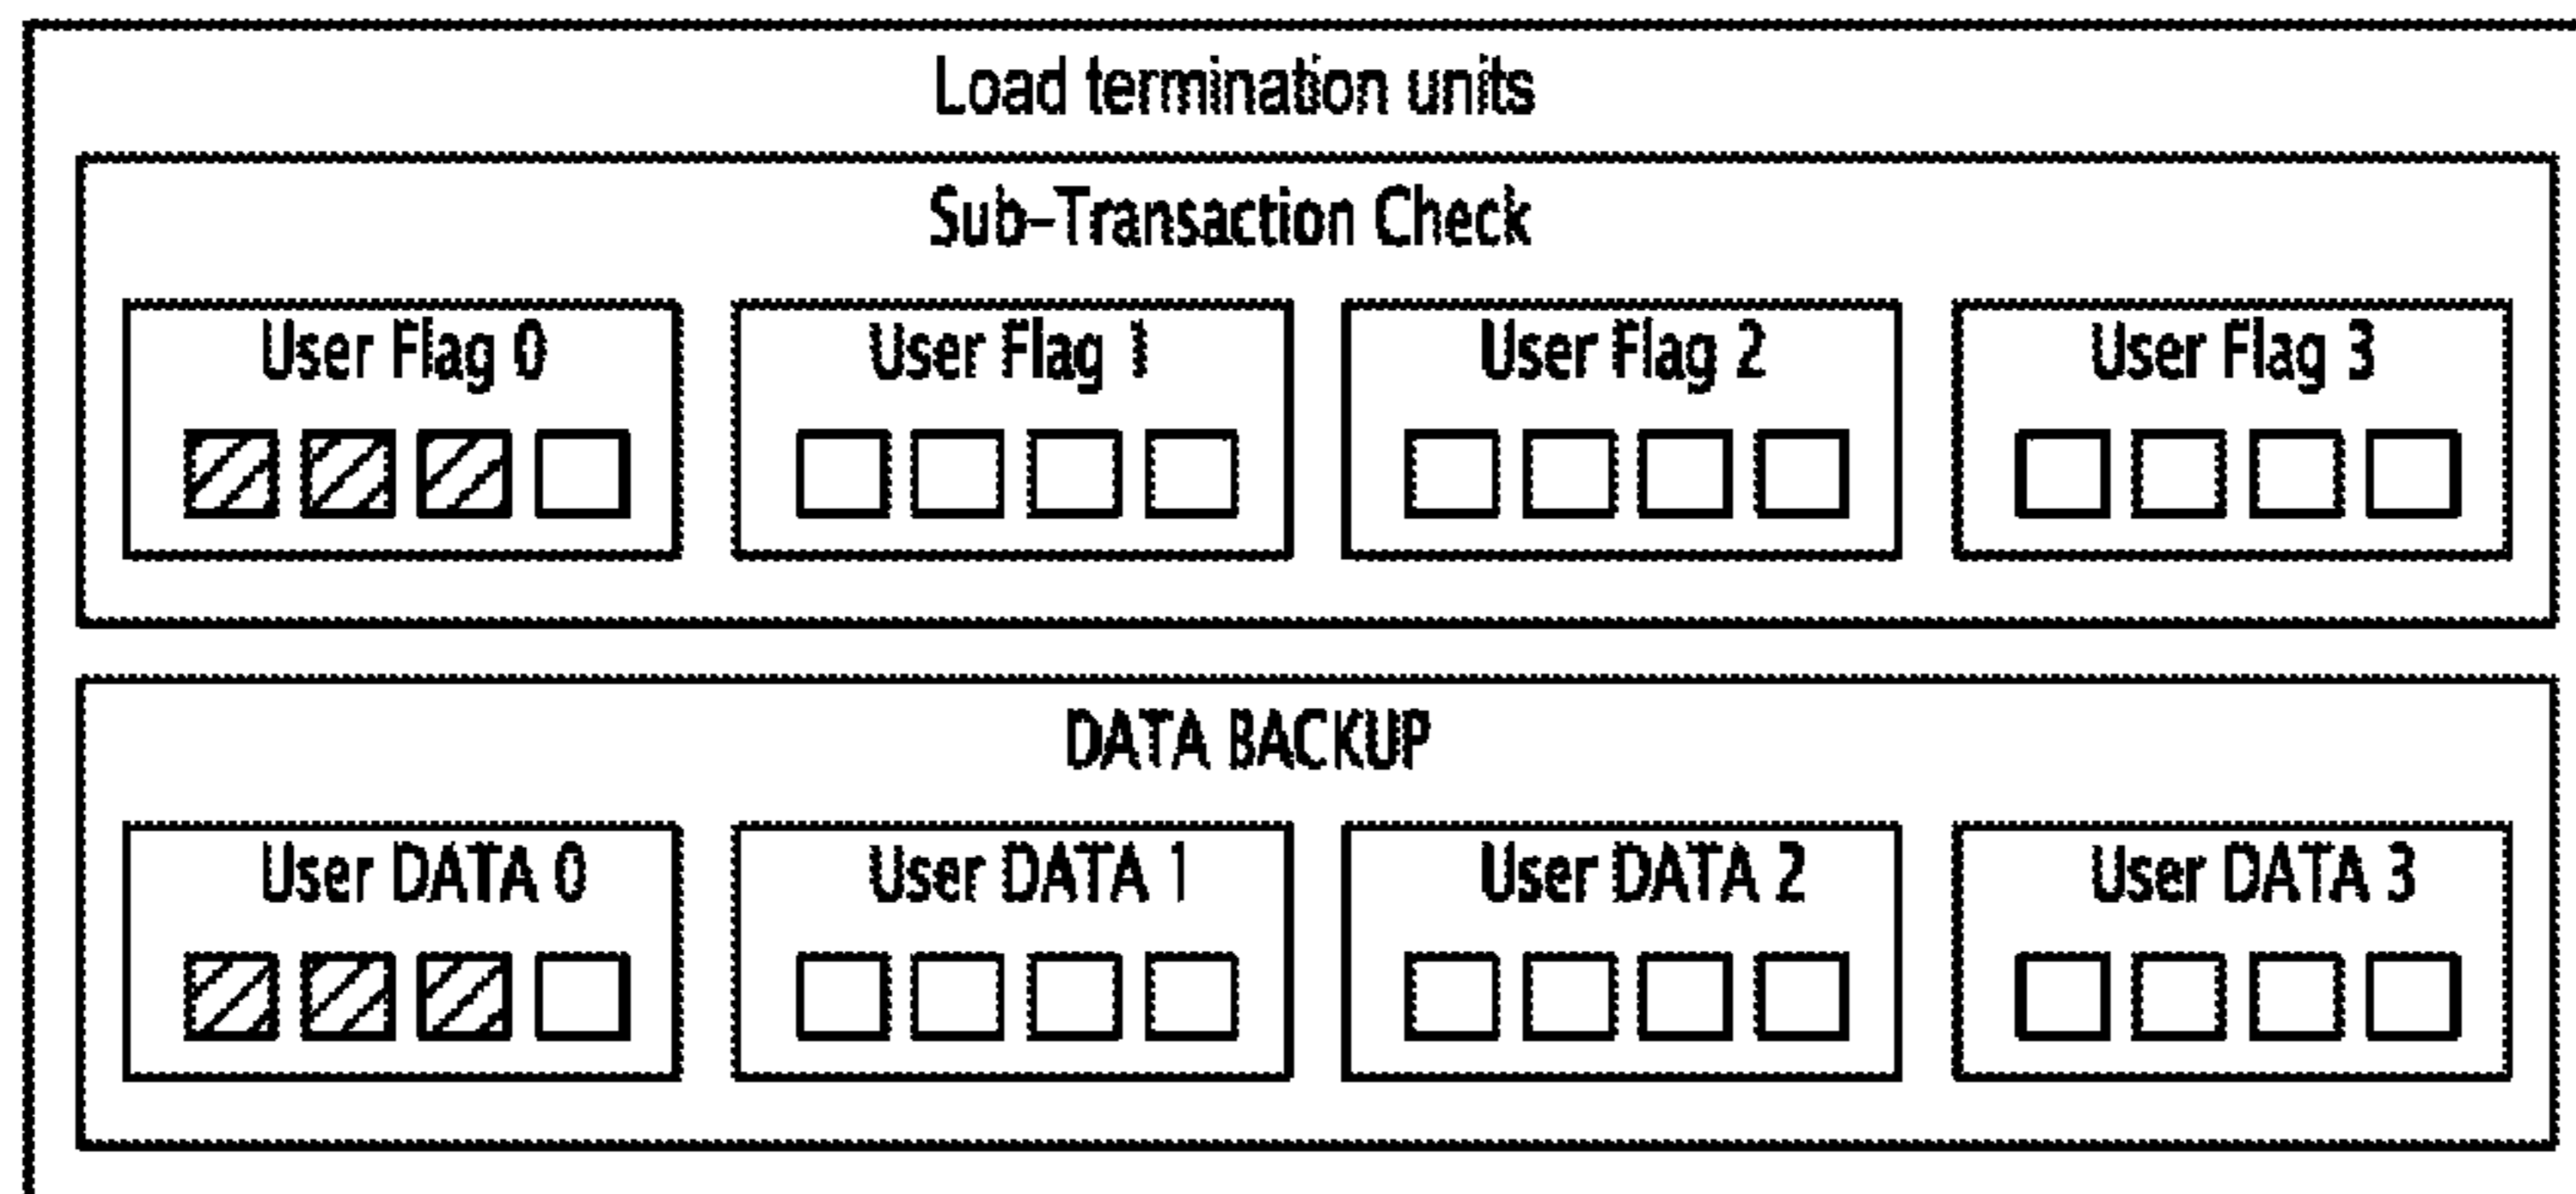 Load termination units
Sub-Transaction Check
User Flag 0 User Flag 1 User Flag 2 User Flag 3
DATA BACKUP
User DATA 0 User DATA 1 User DATA 2 User DATA 3